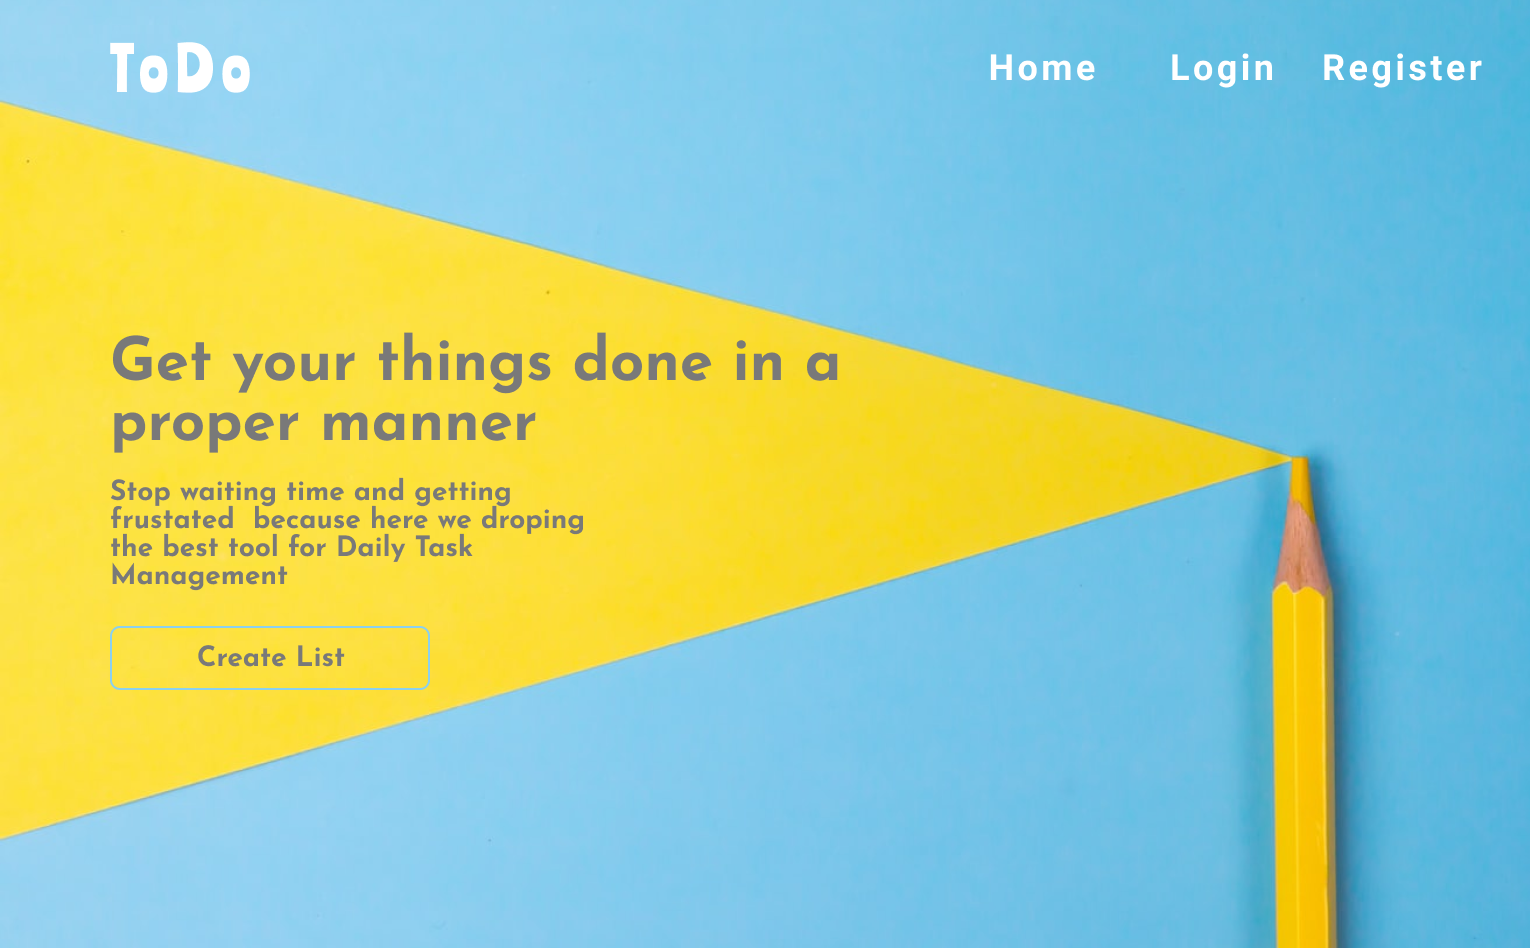 ToDo
Home Login Register
Get your things done in a
proper manner
Stop waiting time and getting
frustated  because here we droping
the best tool for Daily Task
Management
Create List